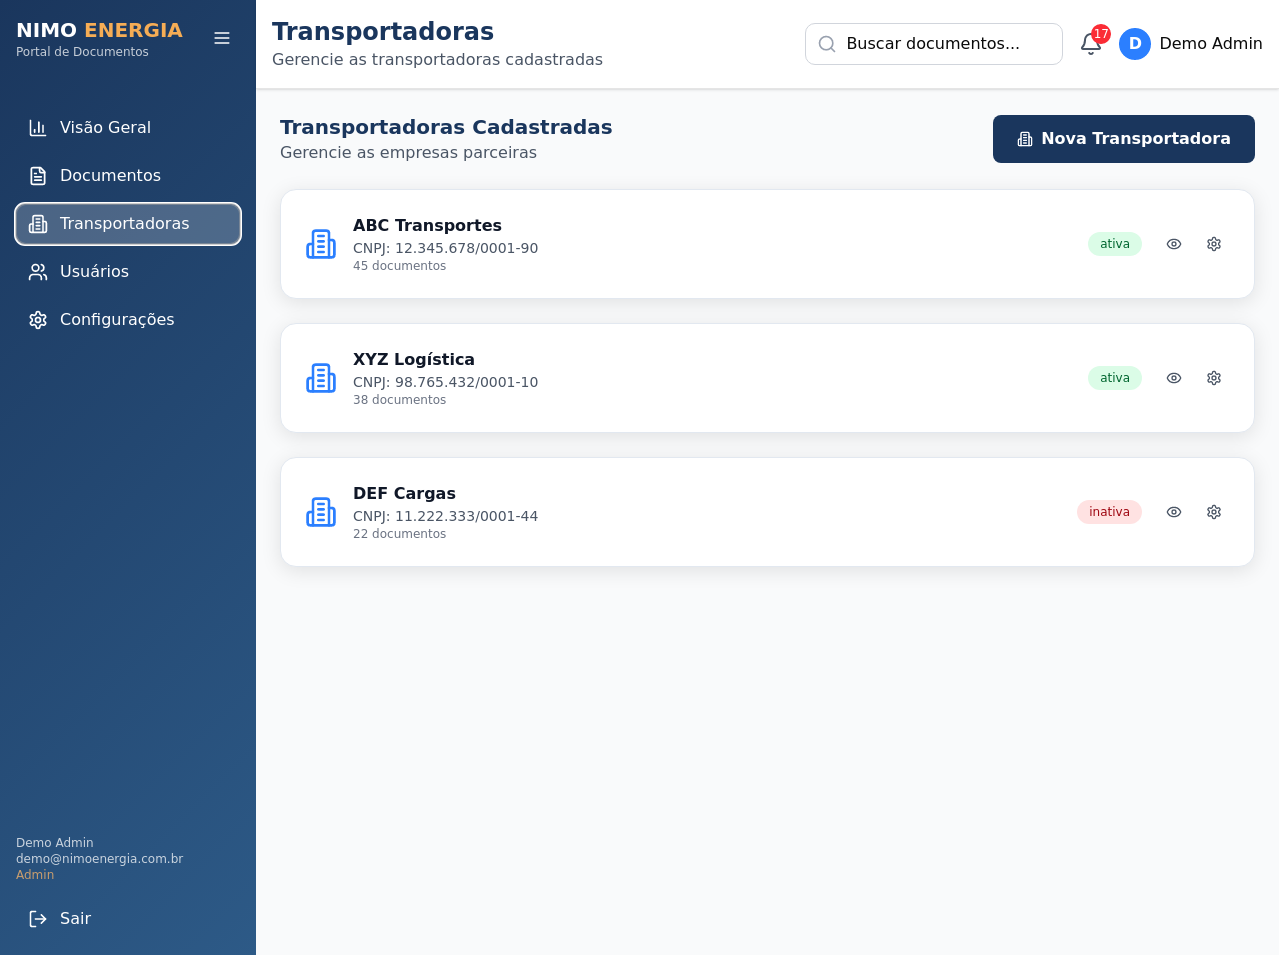 NIMO ENERGIA
Portal de Documentos
Visão Geral
Documentos
Transportadoras
Usuários
Configurações
Demo Admin
demo@nimoenergia.com.br
Admin
Sair
Transportadoras
Gerencie as transportadoras cadastradas
Buscar documentos...
17
D
Demo Admin
Transportadoras Cadastradas
Gerencie as empresas parceiras
Nova Transportadora
ABC Transportes
CNPJ: 12.345.678/0001-90
45 documentos
ativa
XYZ Logística
CNPJ: 98.765.432/0001-10
38 documentos
ativa
DEF Cargas
CNPJ: 11.222.333/0001-44
22 documentos
inativa